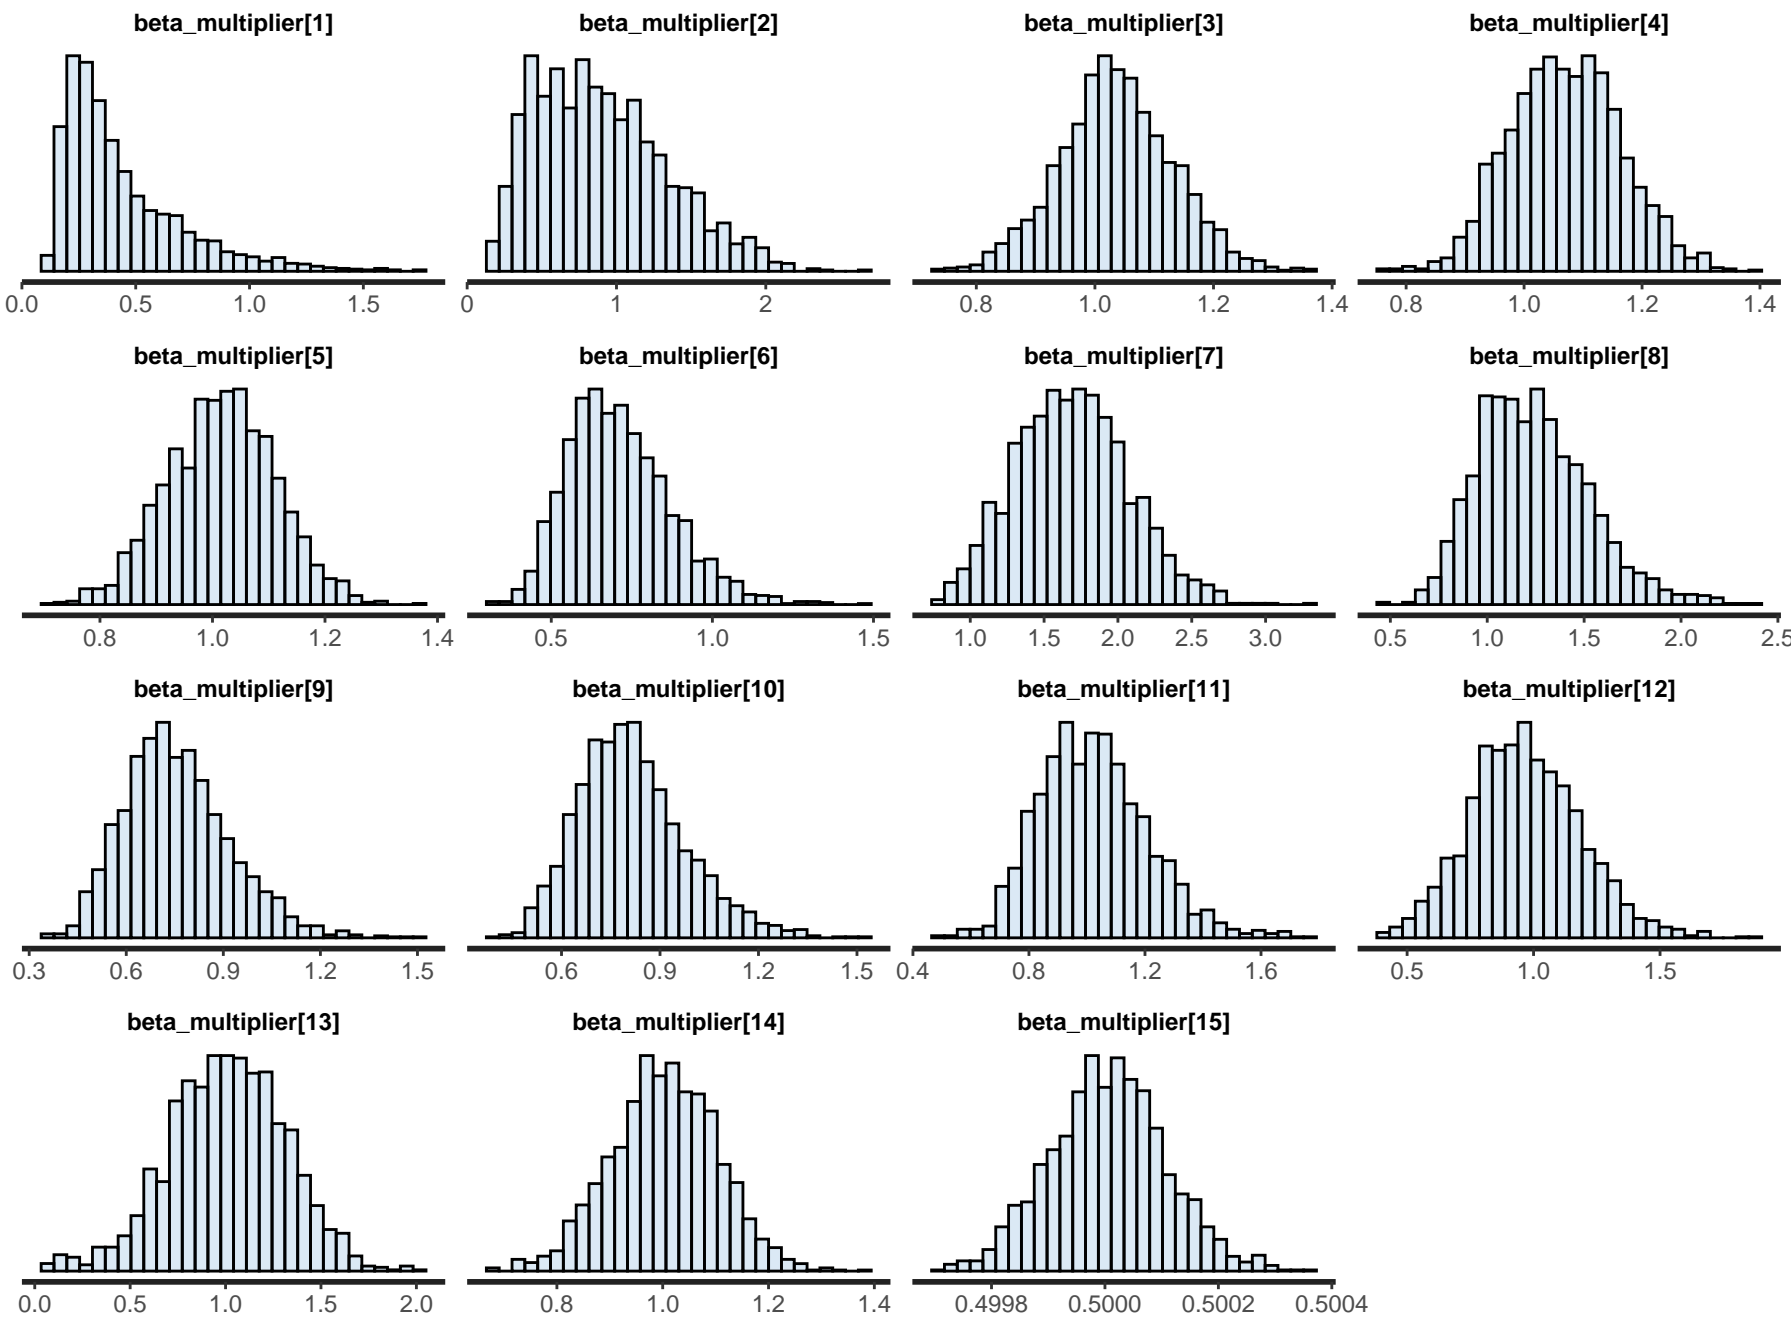 beta_multiplier[1] beta_multiplier[2] beta_multiplier[3] beta_multiplier[4]
0.0 0.5 1.0 1.5 0 1 2 0.8 1.0 1.2 1.4 0.8 1.0 1.2 1.4
beta_multiplier[5] beta_multiplier[6] beta_multiplier[7] beta_multiplier[8]
0.8 1.0 1.2 1.4 0.5 1.0 1.5 1.0 1.5 2.0 2.5 3.0 0.5 1.0 1.5 2.0 2.5
beta_multiplier[9] beta_multiplier[10] beta_multiplier[11] beta_multiplier[12]
0.3 0.6 0.9 1.2 1.5 0.6 0.9 1.2 1.5 0.4 0.8 1.2 1.6 0.5 1.0 1.5
beta_multiplier[13] beta_multiplier[14] beta_multiplier[15]
0.0 0.5 1.0 1.5 2.0 0.8 1.0 1.2 1.4 0.4998 0.5000 0.5002 0.5004